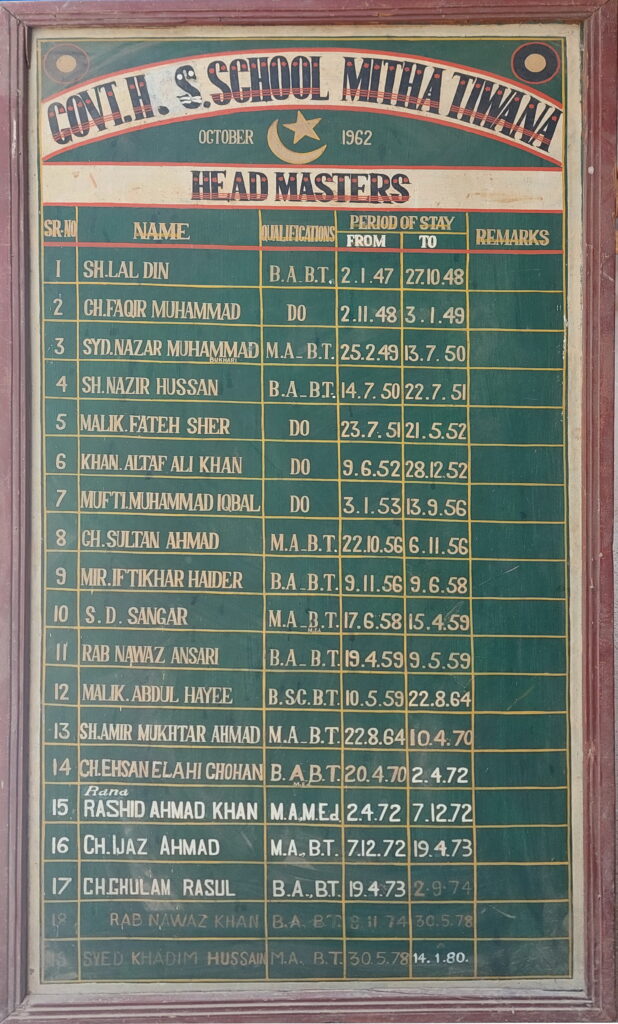 GOVT.H.S.SCHOOL MITHA TIWANA
OCTOBER 1962
HEAD MASTERS
SR.NO NAME QUALIFICATIONS PERIOD OF STAY REMARKS
FROM TO
1 SH.LAL DIN B.A_B.T. 2.1.47 27.10.48
2 CH.FAQIR MUHAMMAD DO 2.11.48 3.1.49
3 SYD.NAZAR MUHAMMAD M.A_B.T. 25.2.49 13.7.50
BUKHARI
4 SH.NAZIR HUSSAN B.A_B.T. 14.7.50 22.7.51
5 MALIK.FATEH SHER DO 23.7.51 21.5.52
6 KHAN.ALTAF ALI KHAN DO 9.6.52 28.12.52
7 MUFTI.MUHAMMAD IQBAL DO 3.1.53 13.9.56
8 CH.SULTAN AHMAD M.A_B.T. 22.10.56 6.11.56
9 MIR.IFTIKHAR HAIDER B.A_B.T. 9.11.56 9.6.58
10 S.D. SANGAR M.A_B.T. 17.6.58 15.4.59
11 RAB NAWAZ ANSARI B.A_B.T. 19.4.59 9.5.59
12 MALIK.ABDUL HAYEE B.SC.B.T. 10.5.59 22.8.64
13 SH.AMIR MUKHTAR AHMAD M.A_B.T. 22.8.64 10.4.70
14 CH.EHSAN ELAHI CHOHAN B.A,B.T. 20.4.70 2.4.72
Rana
15 RASHID AHMAD KHAN M.A,M.Ed. 2.4.72 7.12.72
16 CH.IJAZ AHMAD M.A.,B.T. 7.12.72 19.4.73
17 CH.GHULAM RASUL B.A.,B.T. 19.4.73 2-9-74
18 RAB NAWAZ KHAN B.A B.T 8.11 74 30.5.78
SYED KHADIM HUSSAIN M.A. B.T. 30.5.78 14.1.80.